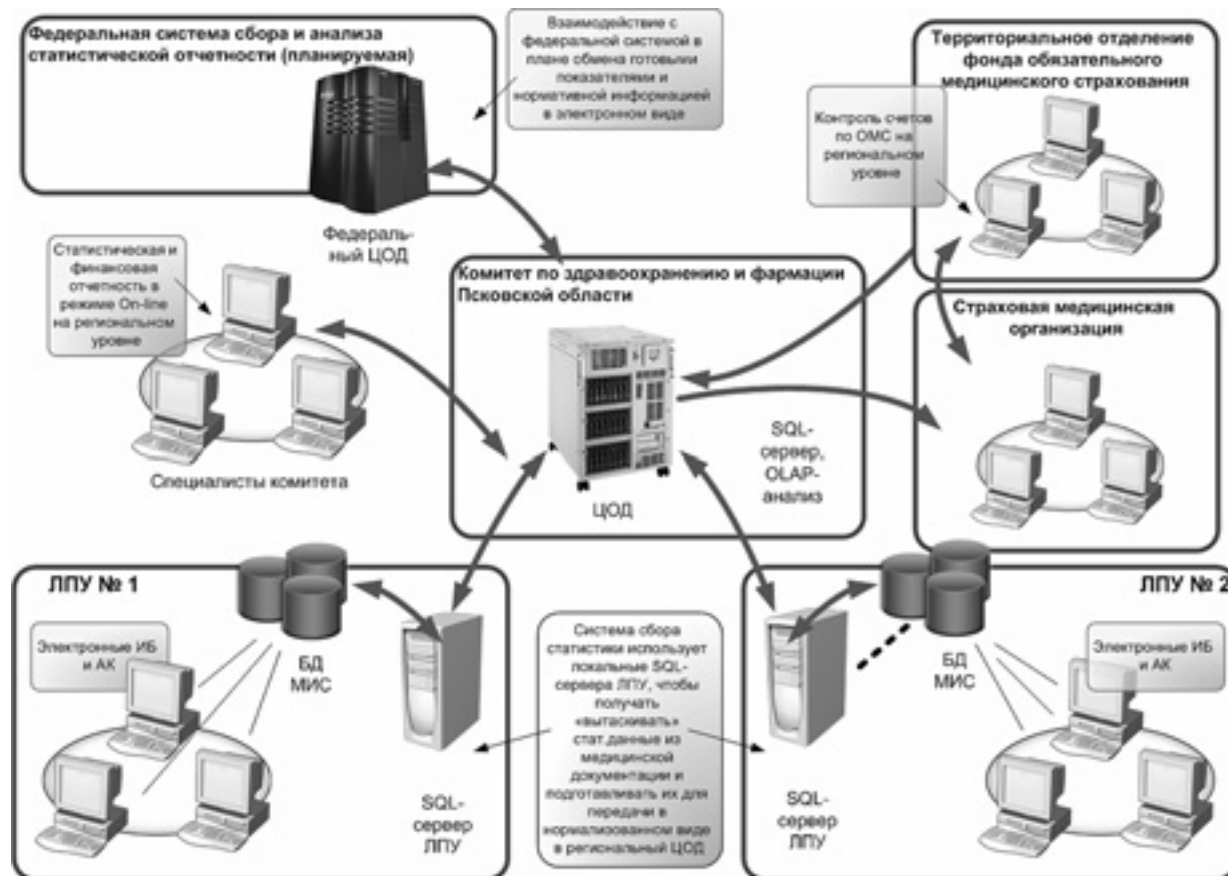 Федеральная система сбора и анализа
статистической отчетности (планируемая)
Взаимодействие с
федеральной системой в
плане обмена готовыми
показателями и
нормативной информацией
в электронном виде
Федераль-
ный ЦОД
Территориальное отделение
фонда обязательного
медицинского страхования
Контроль счетов
по ОМС на
региональном
уровне
Статистическая и
финансовая
отчетность в
режиме On-line
на региональном
уровне
Специалисты комитета
Комитет по здравоохранению и фармации
Псковской области
SQL-
сервер,
OLAP-
анализ
ЦОД
Страховая медицинская
организация
ЛПУ № 1
Электронные ИБ
и АК
БД
МИС
SQL-
сервер
ЛПУ
Система сбора
статистики использует
локальные SQL-
сервера ЛПУ, чтобы
получать
«вытаскивать»
стат.данные из
медицинской
документации и
подготавливать их для
передачи в
нормализованном виде
в региональный ЦОД
ЛПУ № 2
Электронные ИБ
и АК
БД
МИС
SQL-
сервер
ЛПУ